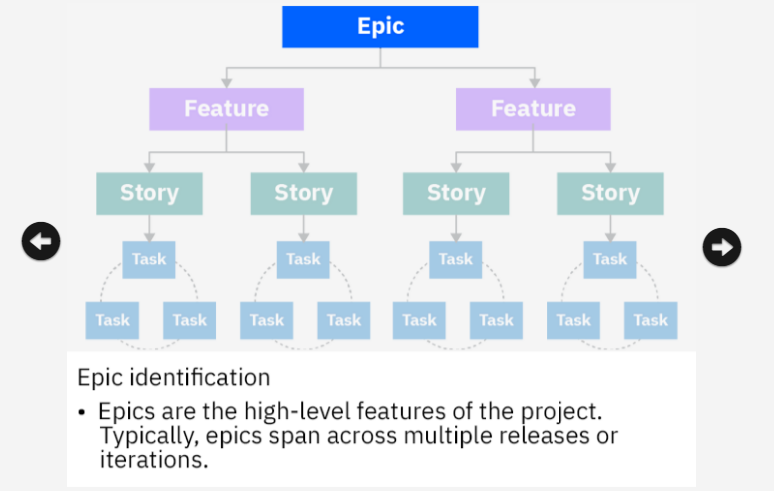 Epic
Feature Feature
Story Story Story Story
Task Task Task Task
Task Task Task Task Task Task Task Task
Epic identification
• Epics are the high-level features of the project.
Typically, epics span across multiple releases or
iterations.